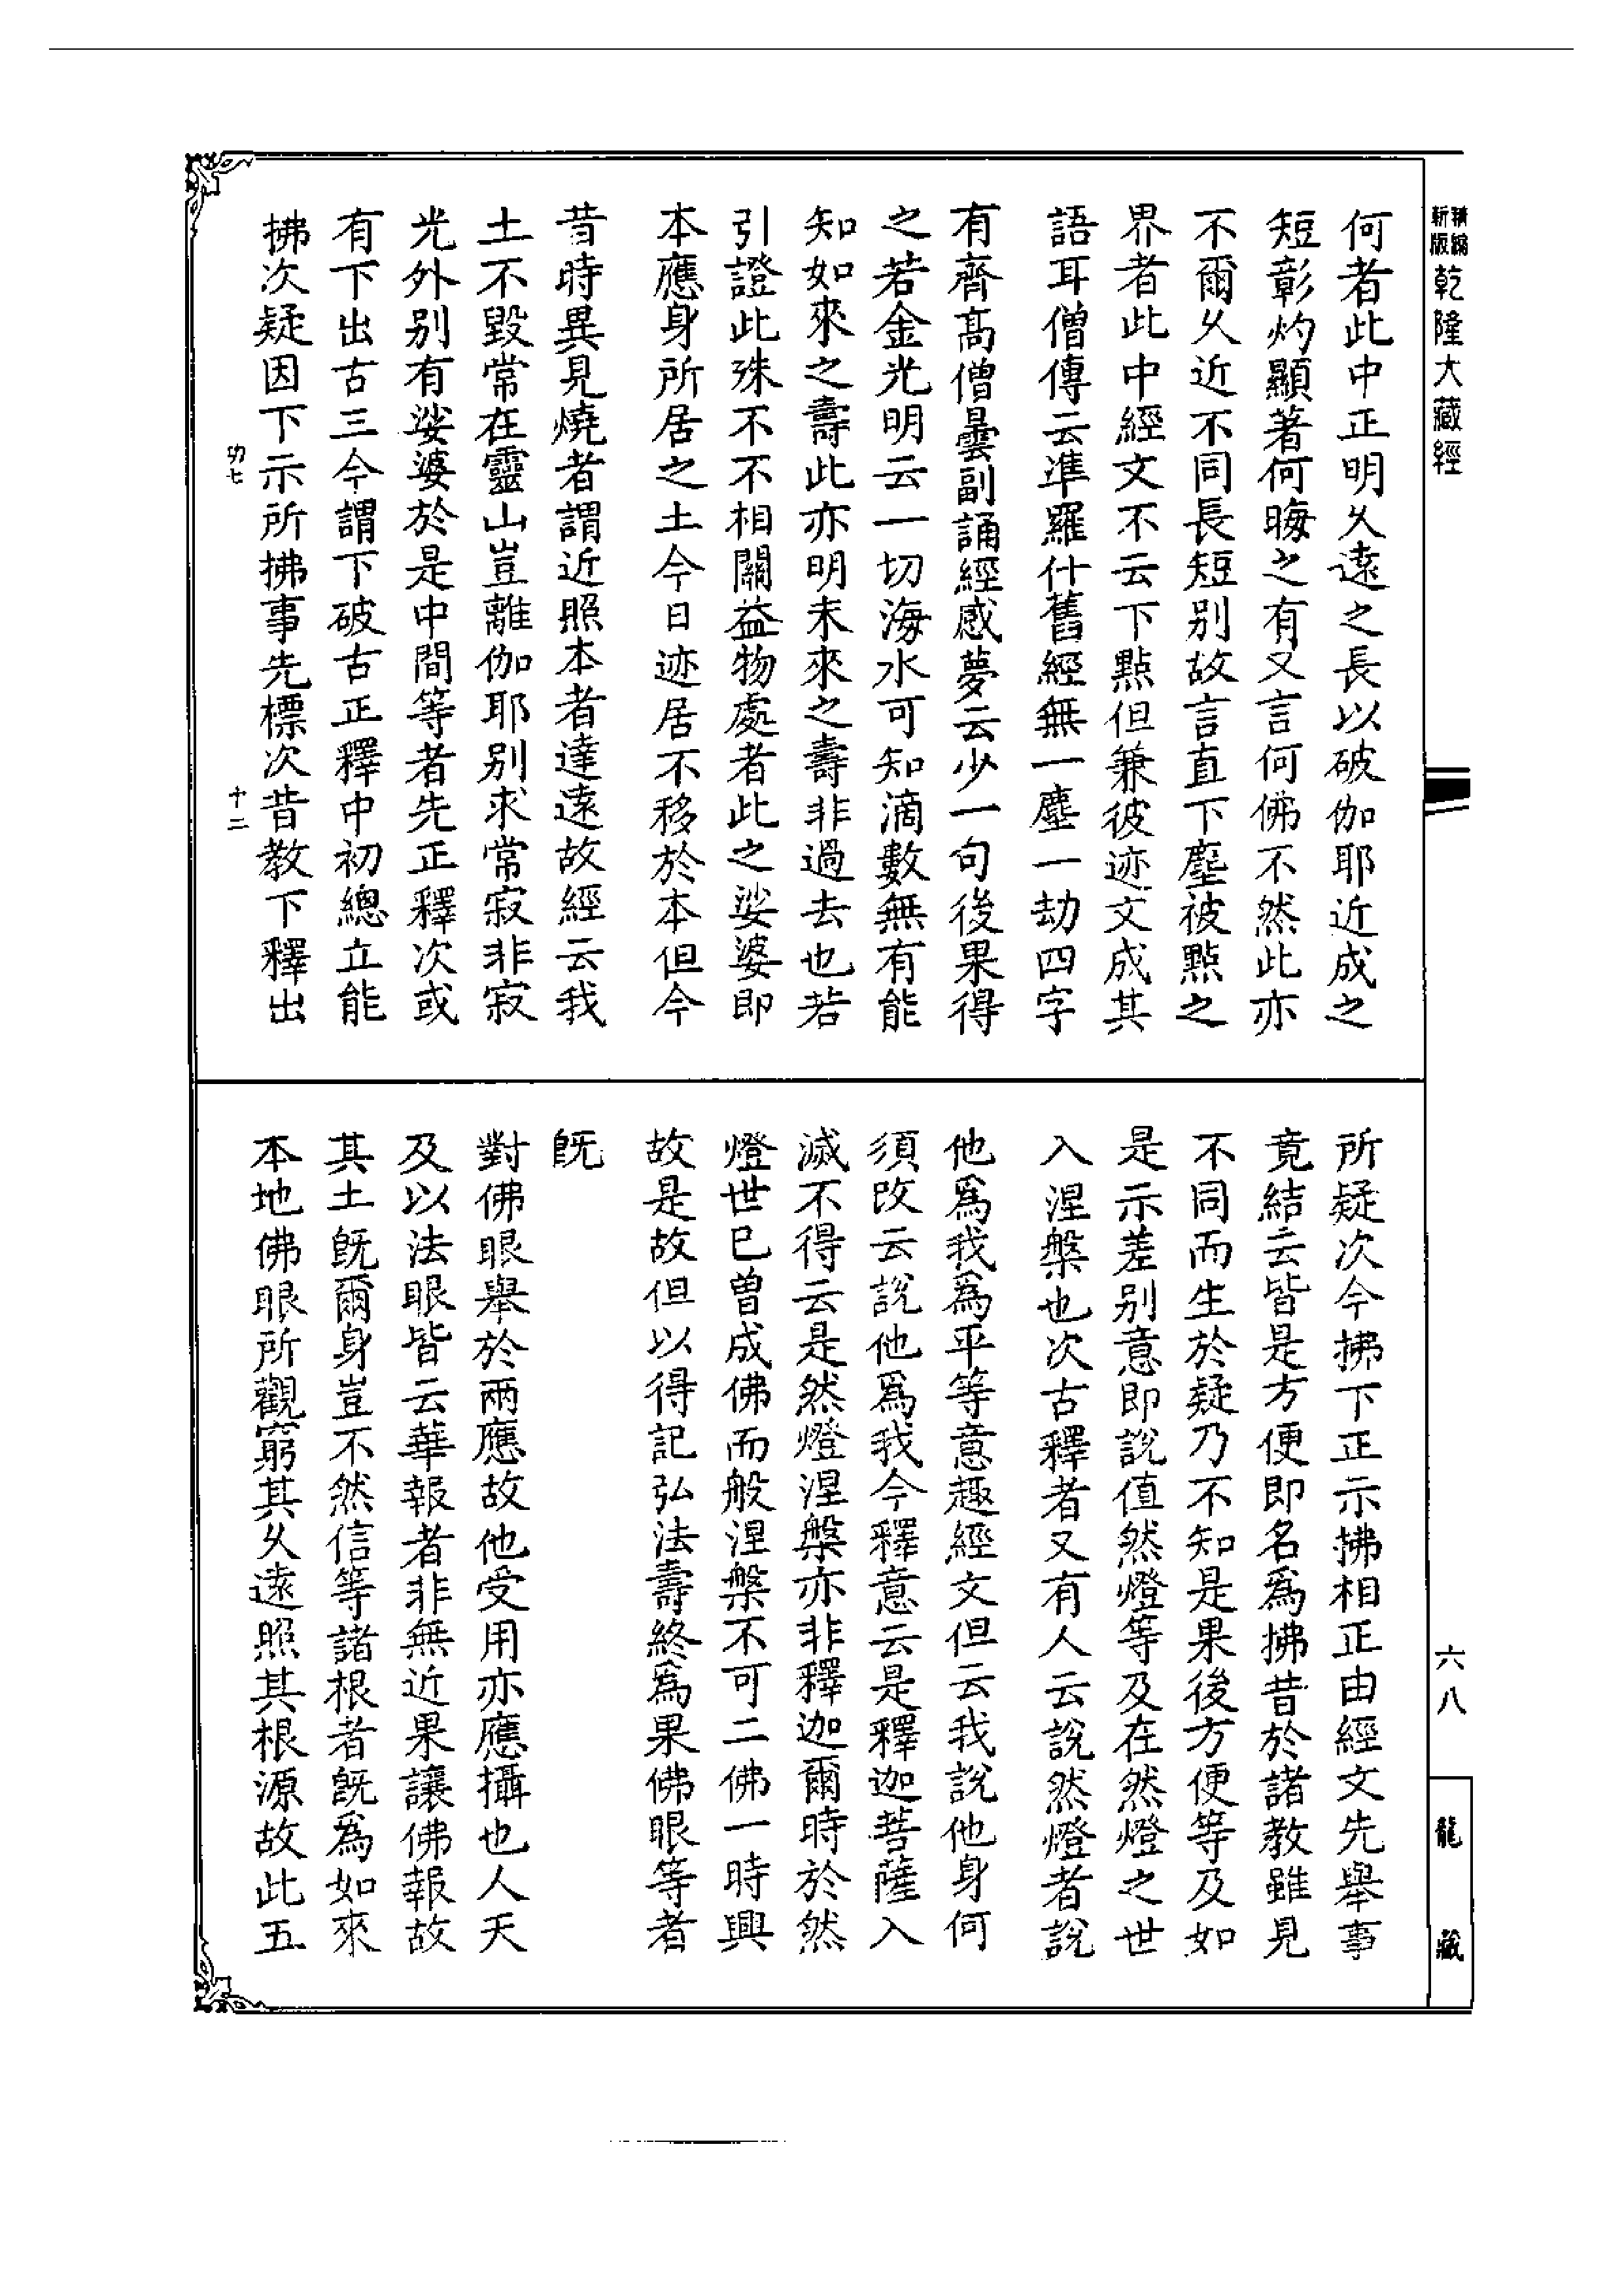 精編
新版
乾隆大藏經
何者此中正明乆遠之長以破伽耶近成之
短彰灼顯著何晦之有又言何佛不然此亦
不爾乆近不同長短别故言直下塵被㸃之
界者此中經文不云下㸃但兼彼迹文成其
語耳僧傳云準羅什舊經無一塵一劫四字
有齊髙僧曇副誦經感夢云少一句後果得
之若金光明云一切海水可知滴數無有能
知如來之壽此亦明未來之壽非過去也若
引證此殊不不相關益物處者此之娑婆即
本應身所居之土今日迹居不移於本但今
昔時異見燒者謂近照本者達遠故經云我
土不毀常在靈山豈離伽耶别求常寂非寂
光外别有娑婆於是中間等者先正釋次或
有下出古三今謂下破古正釋中初總立能
拂次疑因下示所拂事先標次昔教下釋出
功七
十二
所疑次今拂下正示拂相正由經文先舉事
竟結云皆是方便即名爲拂昔於諸教雖見
不同而生於疑乃不知是果後方便等及如
是示差别意即說值然燈等及在然燈之世
入涅槃也次古釋者又有人云說然燈者說
他爲我爲平等意趣經文但云我說他身何
須改云說他爲我今釋意云是釋迦菩薩入
滅不得云是然燈涅槃亦非釋迦爾時於然
燈世已曽成佛而般涅槃不可二佛一時興
故是故但以得記弘法壽終爲果佛眼等者
旣
對佛眼舉於兩應故他受用亦應攝也人天
及以法眼皆云華報者非無近果讓佛報故
其土旣爾身豈不然信等諸根者旣爲如來
本地佛眼所觀窮其乆遠照其根源故此五
六八
龍藏